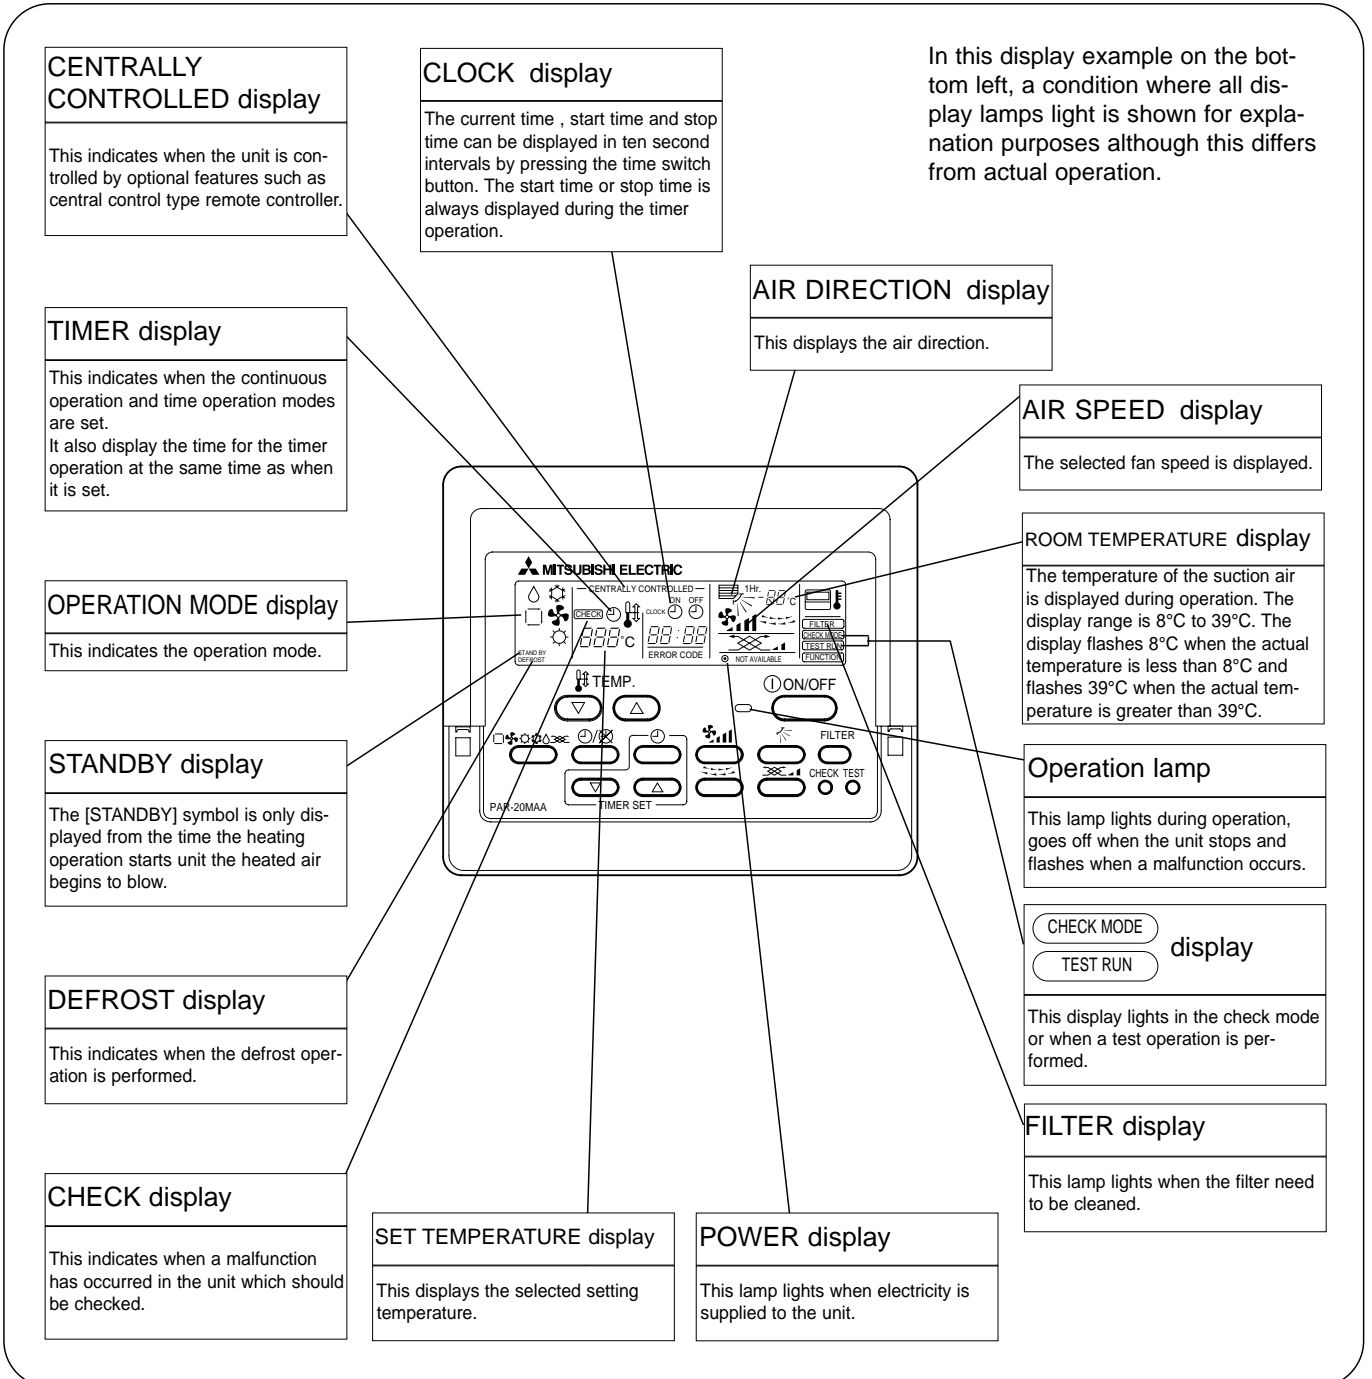 CENTRALLY
CONTROLLED display
This indicates when the unit is con-
trolled by optional features such as
central control type remote controller.
CLOCK display
The current time , start time and stop
time can be displayed in ten second
intervals by pressing the time switch
button. The start time or stop time is
always displayed during the timer
operation.
In this display example on the bot-
tom left, a condition where all dis-
play lamps light is shown for expla-
nation purposes although this differs
from actual operation.
TIMER display
This indicates when the continuous
operation and time operation modes
are set.
It also display the time for the timer
operation at the same time as when
it is set.
AIR DIRECTION display
This displays the air direction.
AIR SPEED display
The selected fan speed is displayed.
ROOM TEMPERATURE display
The temperature of the suction air
is displayed during operation. The
display range is 8°C to 39°C. The
display flashes 8°C when the actual
temperature is less than 8°C and
flashes 39°C when the actual tem-
perature is greater than 39°C.
OPERATION MODE display
This indicates the operation mode.
STANDBY display
The [STANDBY] symbol is only dis-
played from the time the heating
operation starts unit the heated air
begins to blow.
DEFROST display
This indicates when the defrost oper-
ation is performed.
CHECK display
This indicates when a malfunction
has occurred in the unit which should
be checked.
MITSUBISHI ELECTRIC
CENTRALLY CONTROLLED
1Hr.
ON OFF
CHECK
CLOCK
88°C
888°C
88:88
ERROR CODE
STAND BY
DEFROST
NOT AVAILABLE
FILTER
CHECK MODE
TEST RUN
FUNCTION
TEMP.
ON/OFF
FILTER
CHECK TEST
PAR-20MAA
TIMER SET
Operation lamp
This lamp lights during operation,
goes off when the unit stops and
flashes when a malfunction occurs.
CHECK MODE
TEST RUN
display
This display lights in the check mode
or when a test operation is per-
formed.
FILTER display
This lamp lights when the filter need
to be cleaned.
SET TEMPERATURE display
This displays the selected setting
temperature.
POWER display
This lamp lights when electricity is
supplied to the unit.